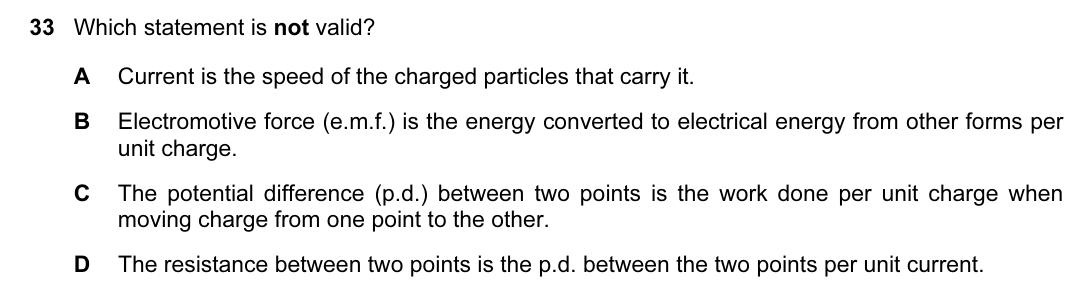 33 Which statement is not valid?
A Current is the speed of the charged particles that carry it.
B Electromotive force (e.m.f.) is the energy converted to electrical energy from other forms per
unit charge.
C The potential difference (p.d.) between two points is the work done per unit charge when
moving charge from one point to the other.
D The resistance between two points is the p.d. between the two points per unit current.